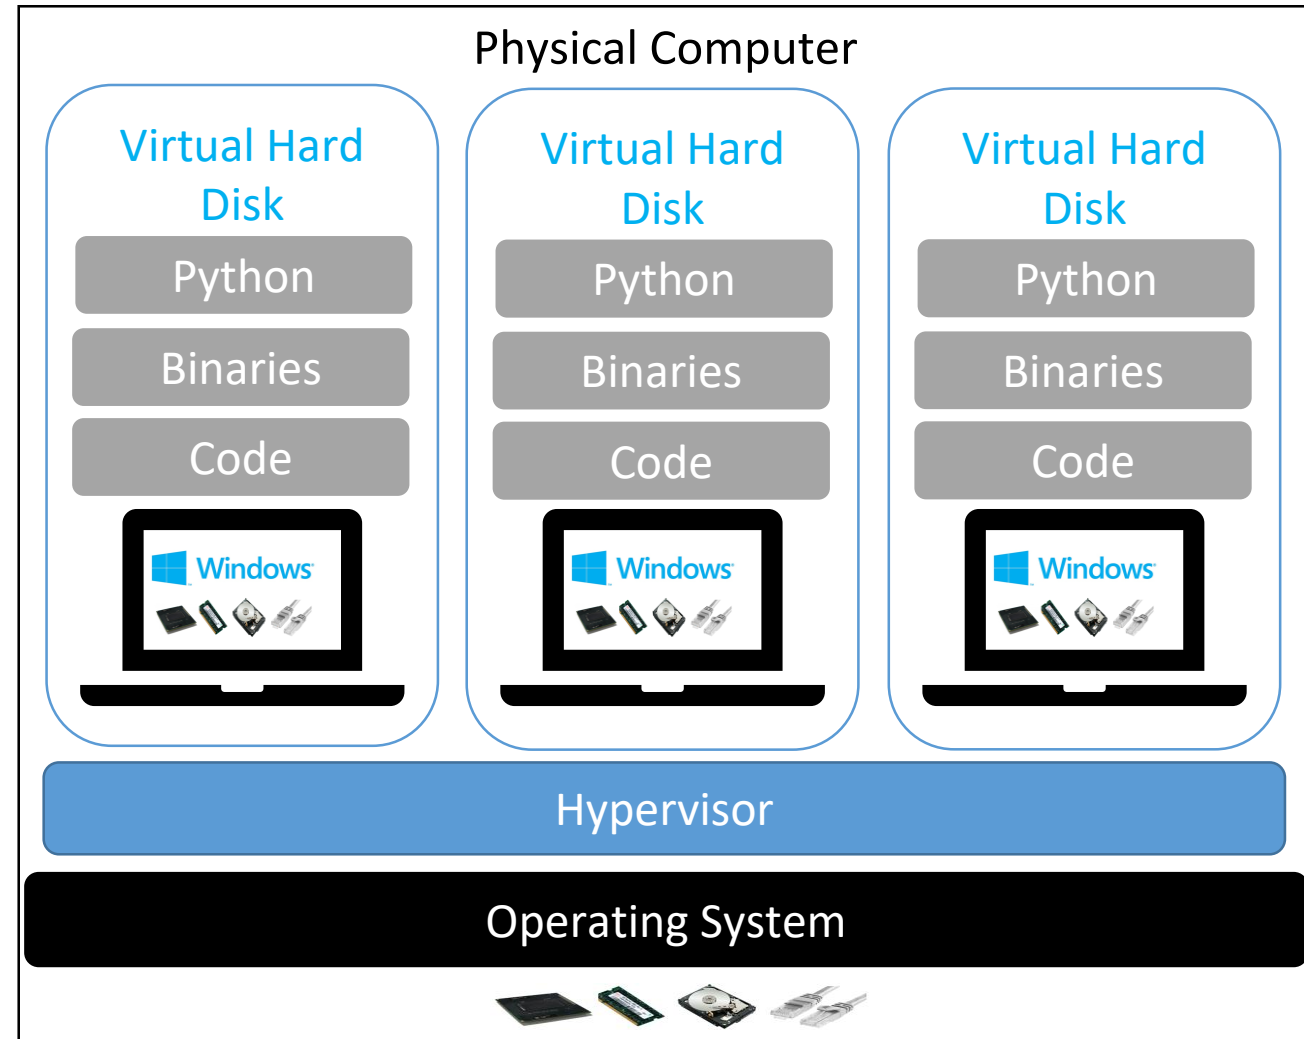 Physical Computer
Virtual Hard
Disk
Python
Binaries
Code
Windows
Virtual Hard
Disk
Python
Binaries
Code
Windows
Virtual Hard
Disk
Python
Binaries
Code
Windows
Hypervisor
Operating System